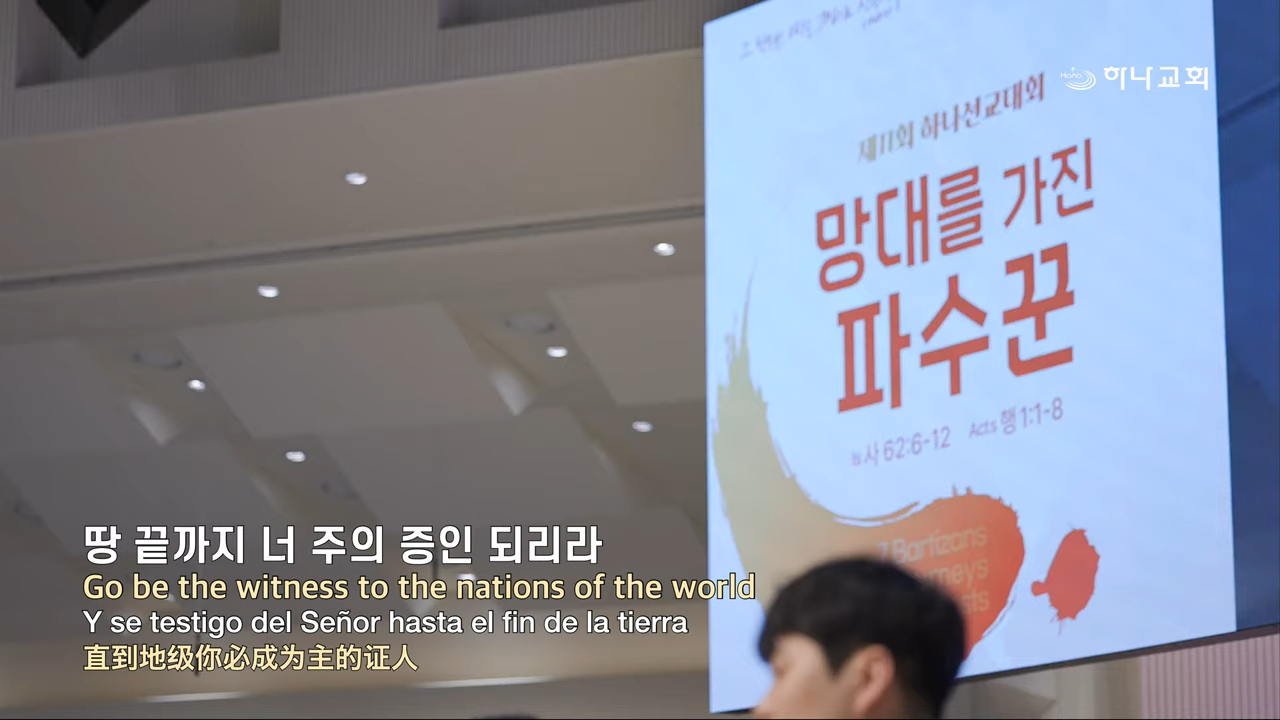 Hana 하나교회
제11회 하나선교대회
망대를 가진
파수꾼
사 62:6-12 Acts 행 1:1-8
7 Bartizans
땅 끝까지 너 주의 증인 되리라
Go be the witness to the nations of the world
Y se testigo del Señor hasta el fin de la tierra
直到地级你必成为主的证人